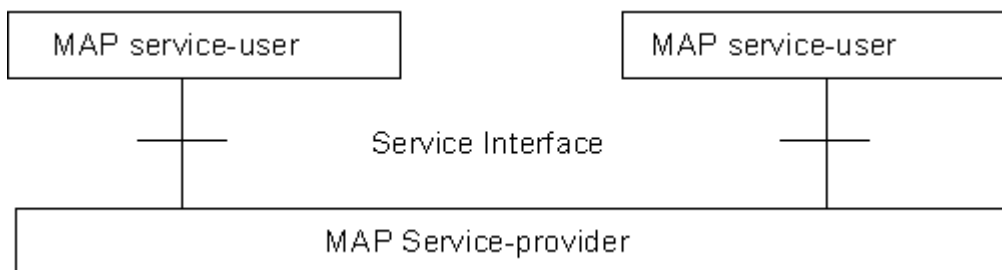 MAP service-user
MAP service-user
Service Interface
MAP Service-provider